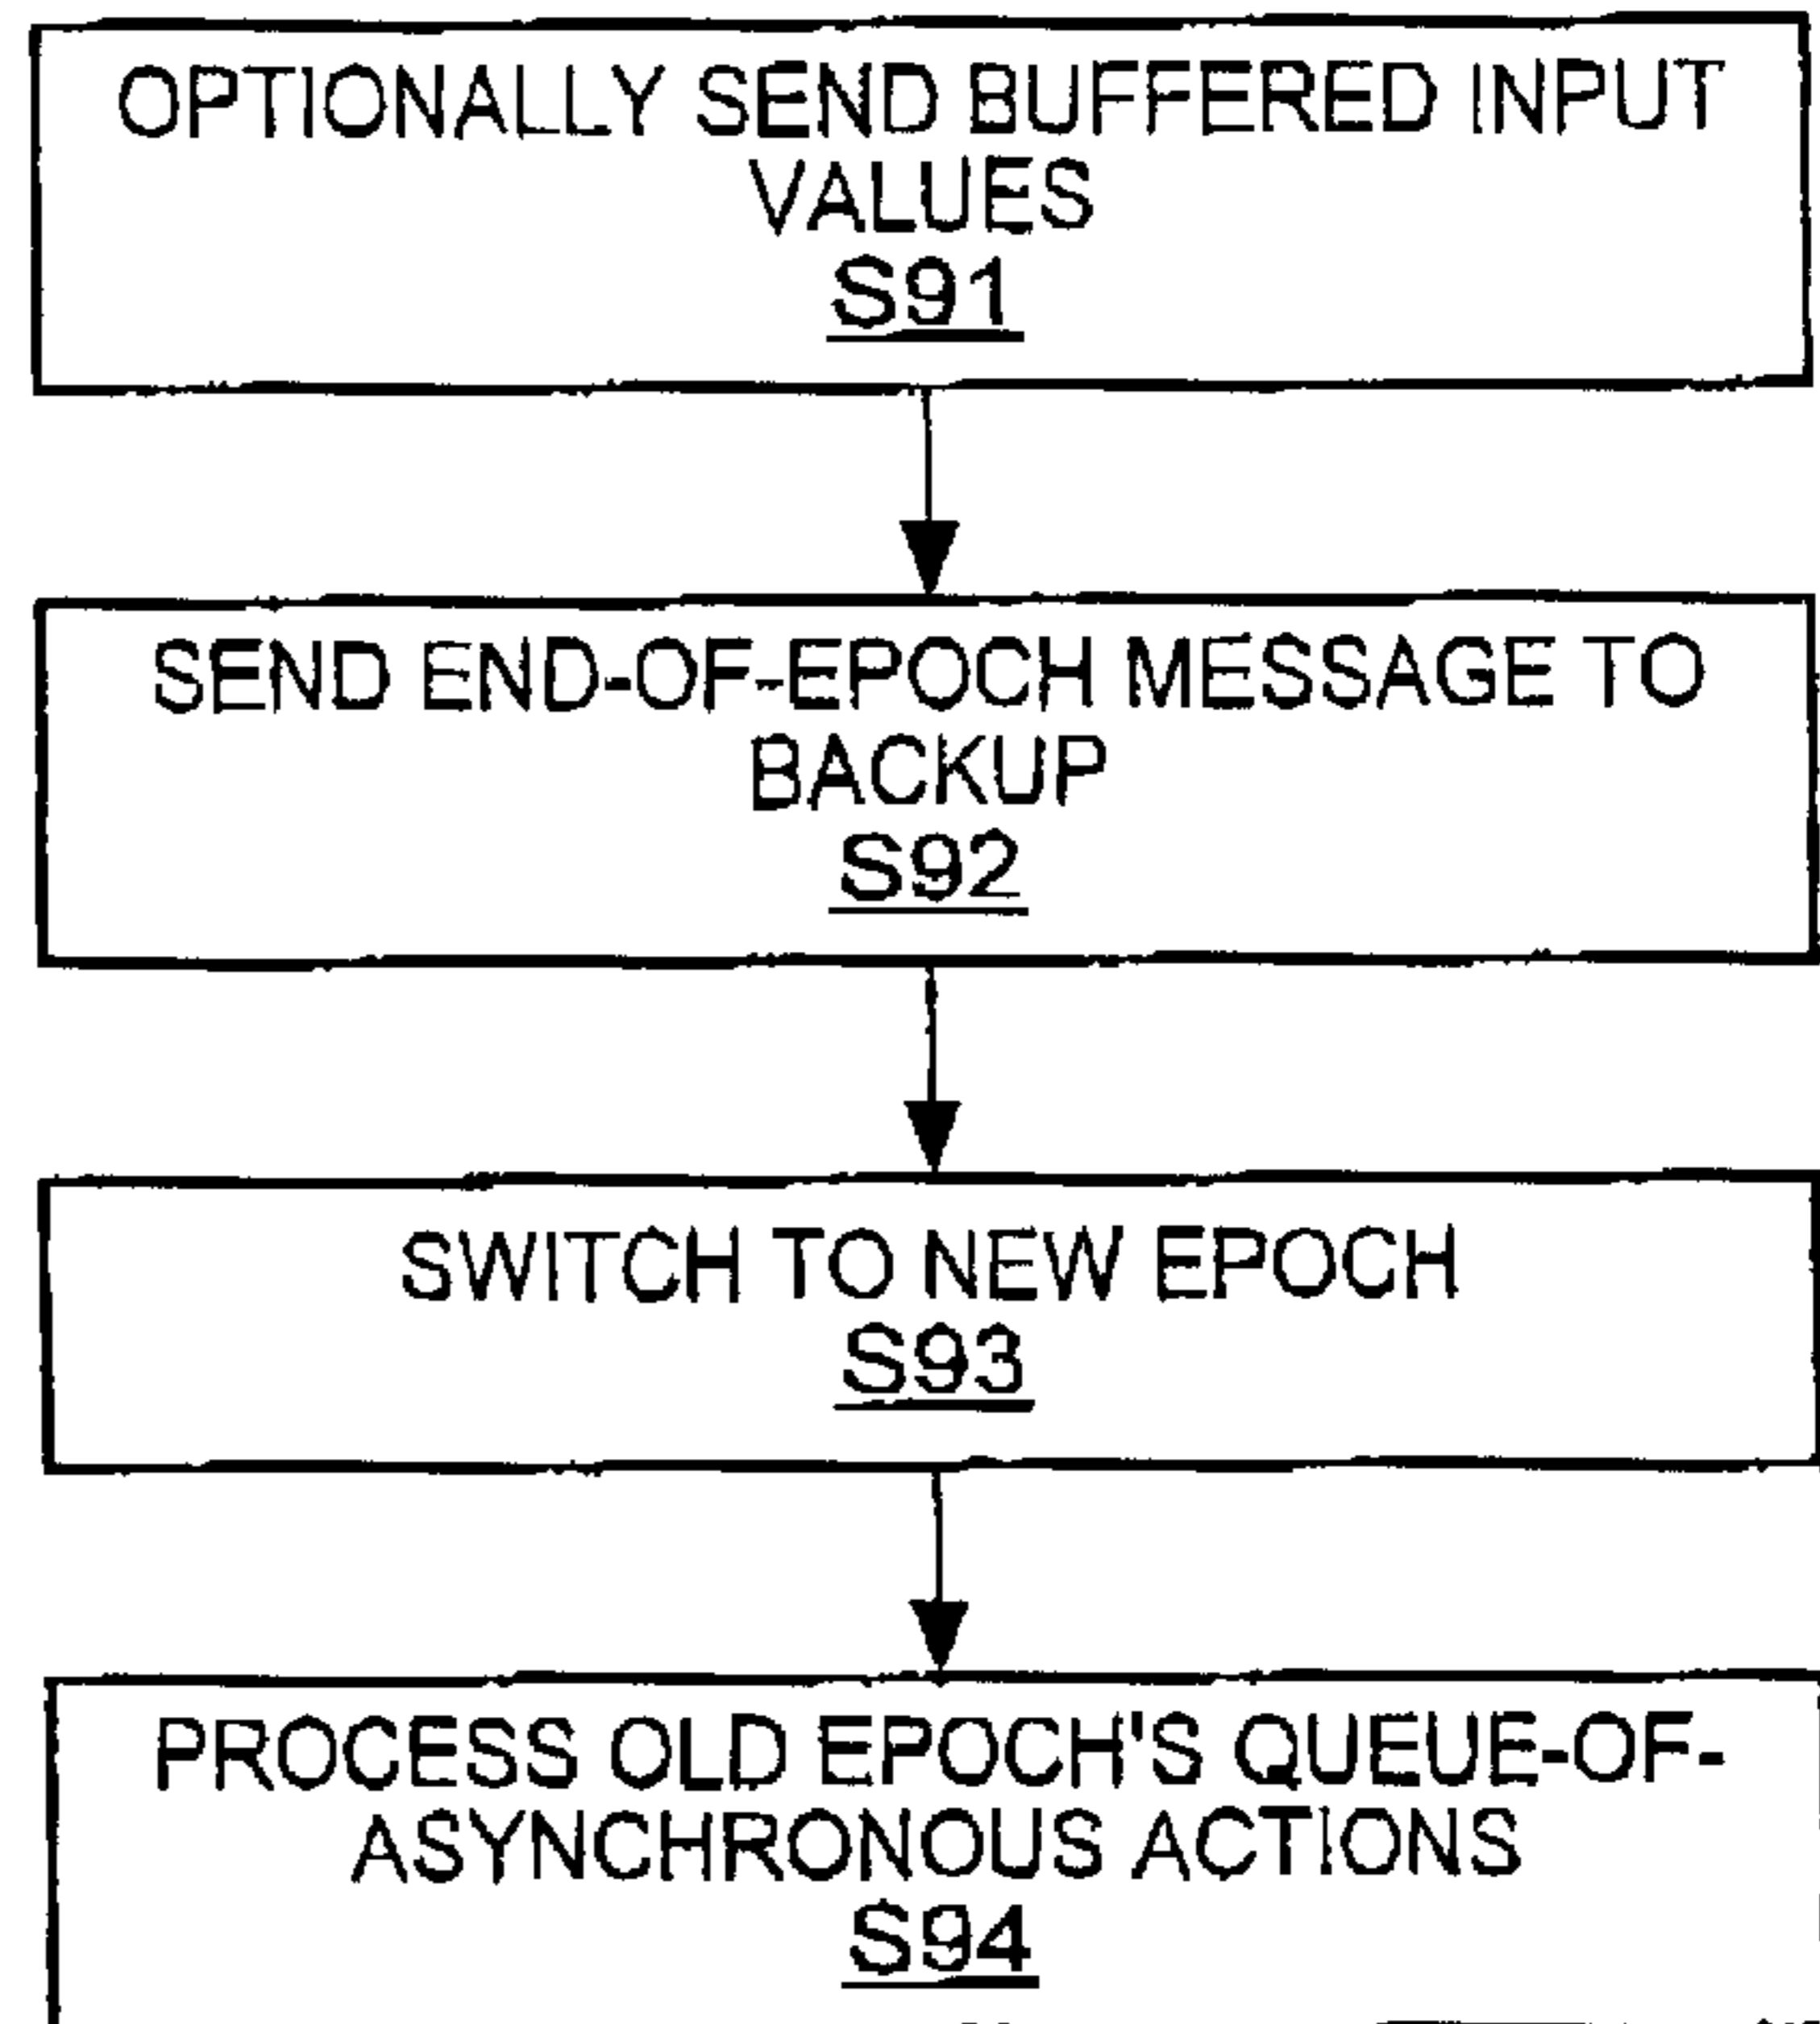 OPTIONALLY SEND BUFFERED INPUT
VALUES
S91
SEND END-OF-EPOCH MESSAGE TO
BACKUP
S92
SWITCH TO NEW EPOCH
S93
PROCESS OLD EPOCH'S QUEUE-OF-
ASYNCHRONOUS ACTIONS
S94